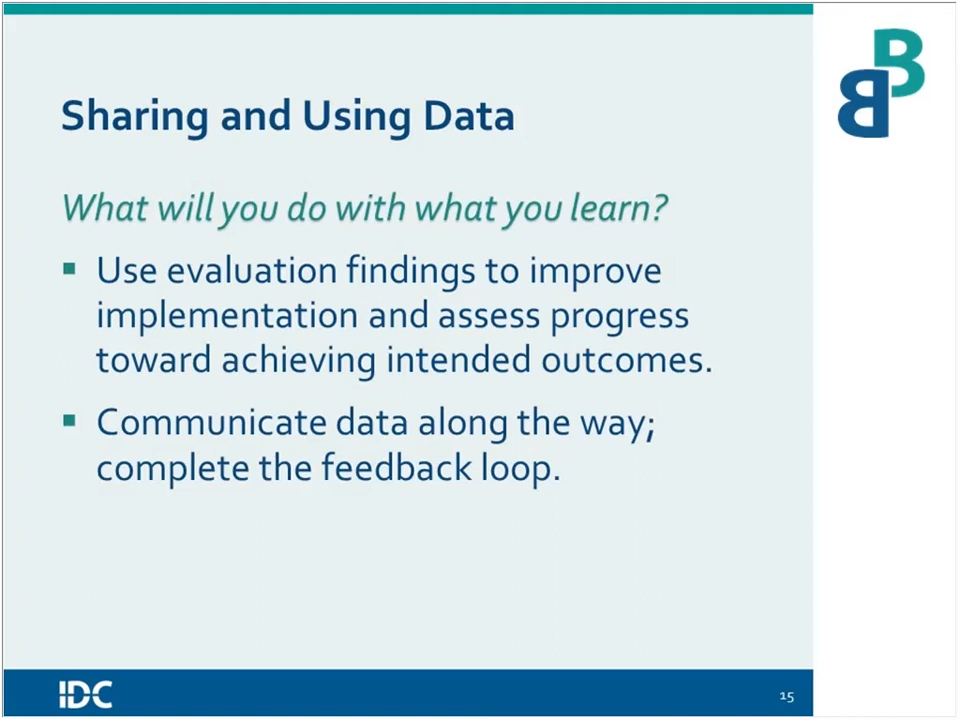 B
B
Sharing and Using Data
What will you do with what you learn?
Use evaluation findings to improve
implementation and assess progress
toward achieving intended outcomes.
Communicate data along the way;
complete the feedback loop.
IDC
15